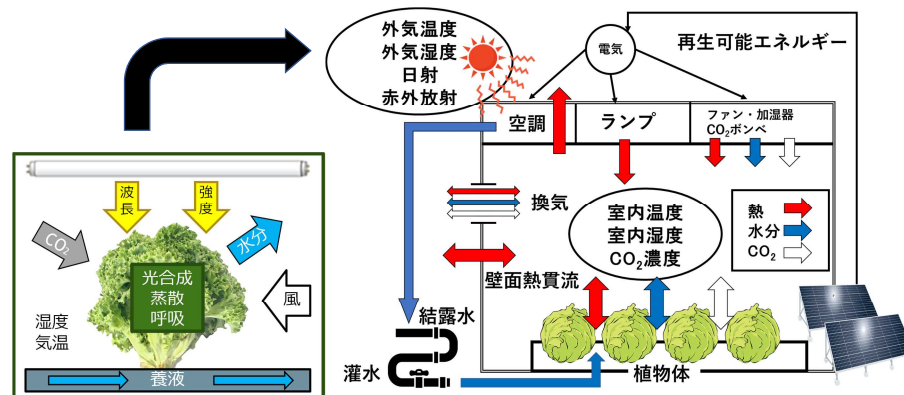 外気温度
外気湿度
日射
赤外放射
電気
再生可能エネルギー
空調
ランプ
ファン・加湿器
CO₂ボンベ
波長
強度
CO₂
水分
光合成
蒸散
呼吸
風
湿度
気温
養液
換気
室内温度
室内湿度
CO₂濃度
熱
水分
CO₂
壁面熱貫流
結露水
灌水
植物体